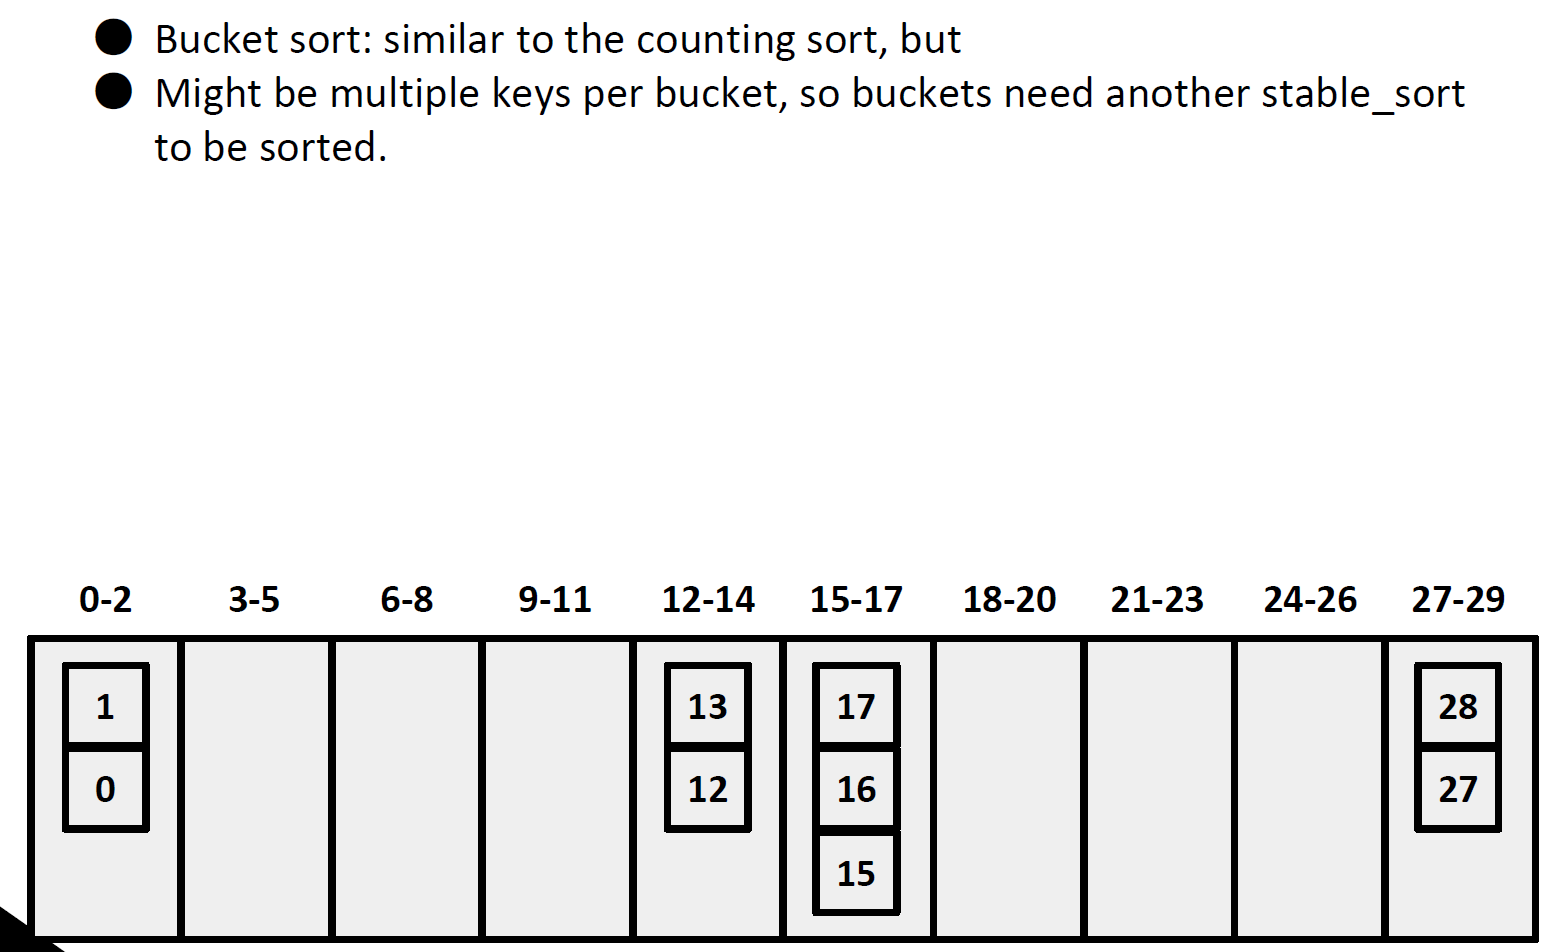 ● Bucket sort: similar to the counting sort, but
● Might be multiple keys per bucket, so buckets need another stable_sort
to be sorted.
0-2 3-5 6-8 9-11 12-14 15-17 18-20 21-23 24-26 27-29
1 13 17 28
0 12 16 27
15